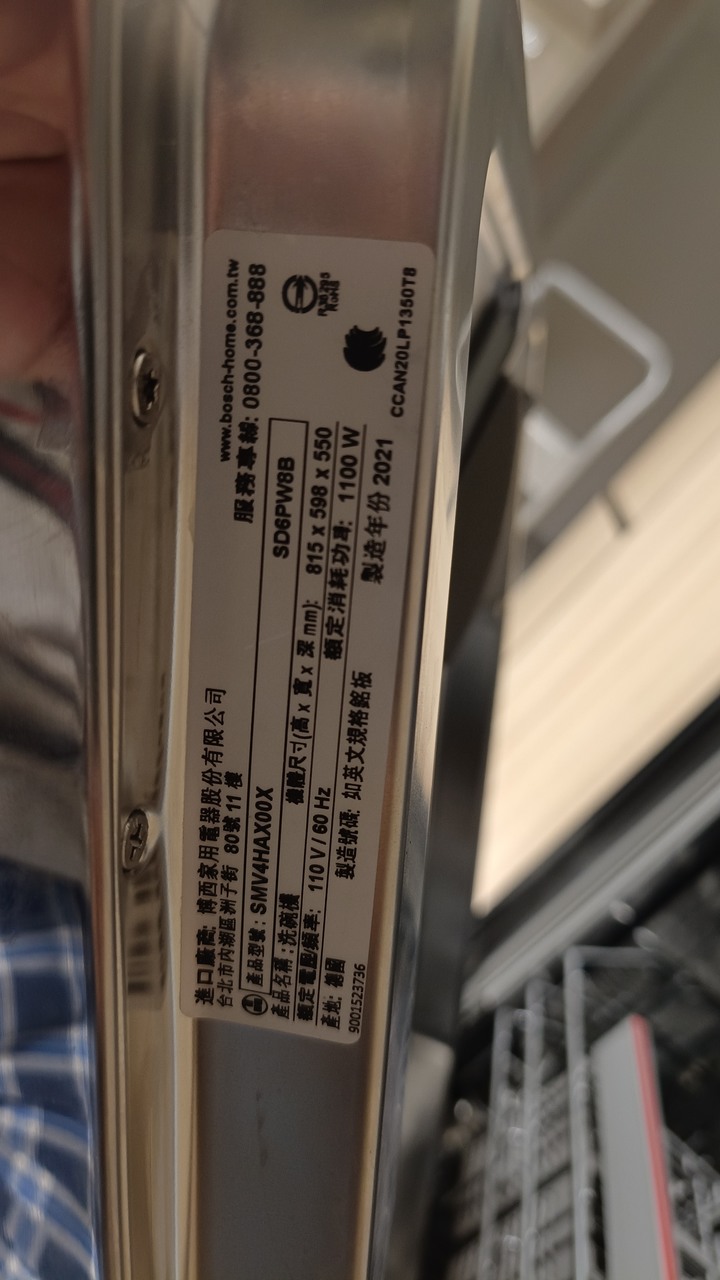 進口廠商: 博西家用電器股份有限公司
台北市內湖區洲子街 80號 11 樓
www.bosch-home.com.tw
服務專線: 0800-368-888
產品型號 : SMV4HAX00X
SD6PW8B
產品名稱 : 洗碗機
機體尺寸(高 x 寬 x 深 mm): 815 x 598 x 550
額定電壓頻率: 110 V / 60 Hz
額定消耗功率: 1100 W
產地: 德國
製造號碼: 如英文規格銘板
製造年份 2021
9001523736
RoHS
CCAN20LP1350T8